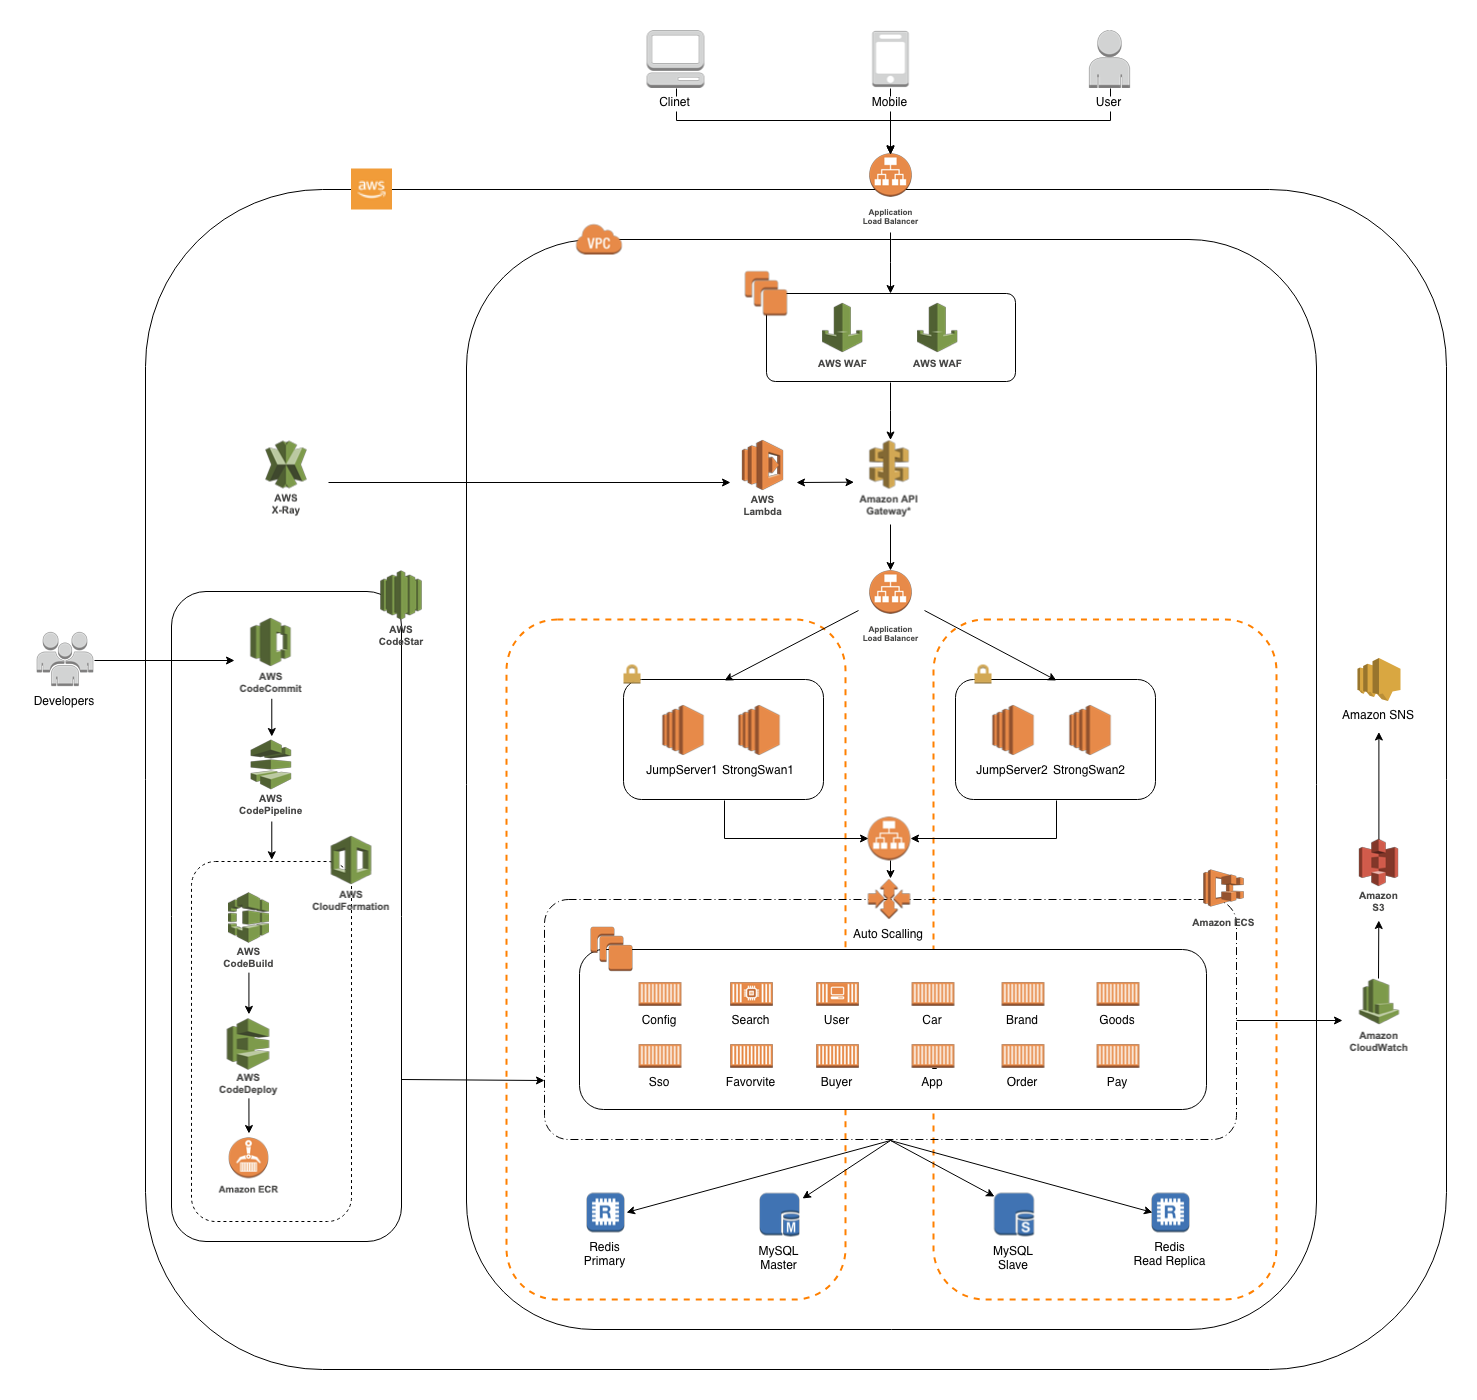 Clinet
Mobile
User
aws
Application
Load Balancer
VPC
AWS WAF
AWS WAF
AWS
X-Ray
AWS
Lambda
Amazon API
Gateway*
Application
Load Balancer
AWS
CodeStar
Developers
AWS
CodeCommit
JumpServer1
StrongSwan1
JumpServer2
StrongSwan2
Amazon SNS
AWS
CodePipeline
AWS
CloudFormation
Auto Scalling
Amazon ECS
Amazon
S3
AWS
CodeBuild
Config
Search
User
Car
Brand
Goods
Amazon
CloudWatch
Sso
Favorvite
Buyer
App
Order
Pay
AWS
CodeDeploy
Amazon ECR
R
Redis
Primary
M
MySQL
Master
S
MySQL
Slave
R
Redis
Read Replica